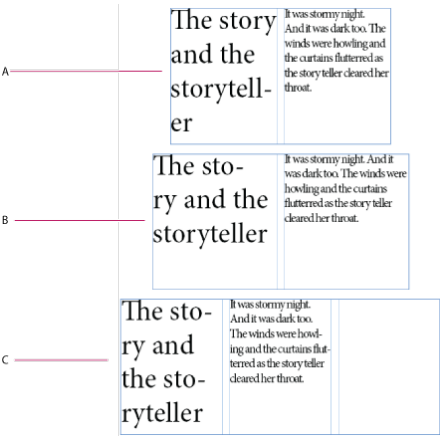 A
The story
and the
storytell-
er
It was stormy night.
And it was dark too. The
winds were howling and
the curtains flutterred as
the story teller cleared her
throat.
B
The sto-
ry and the
storyteller
It was stormy night. And it
was dark too. The winds were
howling and the curtains
flutterred as the story teller
cleared her throat.
C
The sto-
ry and
the sto-
ryteller
It was stormy night.
And it was dark too.
The winds were howl-
ing and the curtains flut-
terred as the story teller
cleared her throat.